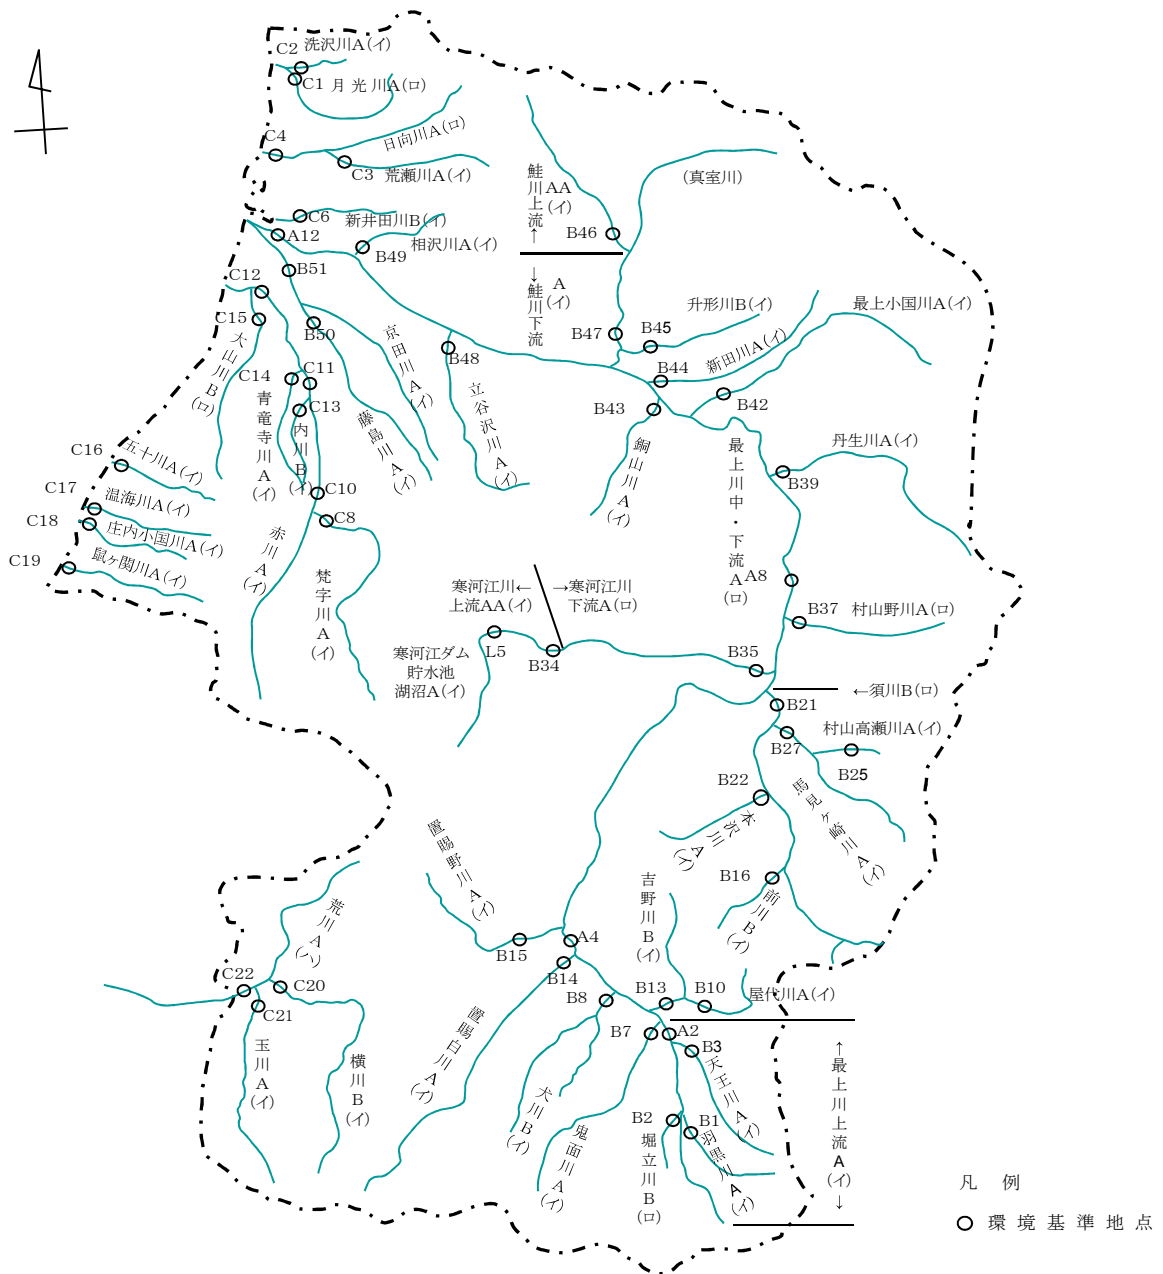 C2
洗沢川A(イ)
C1
月光川A(ロ)
C4
日向川A(ロ)
C3
荒瀬川A(イ)
C6
新井田川B(イ)
A12
B49
相沢川A(イ)
B51
C12
C15
大山川B(ロ)
B50
京田川A(イ)
藤島川A(イ)
B48
立谷沢川A(イ)
C14
C11
C13
青竜寺川A(イ)
内川B(イ)
C10
C8
赤川A(イ)
梵字川A(イ)
C16
五十川A(イ)
C17
温海川A(イ)
C18
庄内小国川A(イ)
C19
鼠ヶ関川A(イ)
鮭川上流↑
AA
(イ)
B46
(真室川)
↓鮭川下流
A
(イ)
B47
B45
升形川B(イ)
最上小国川A(イ)
B44
新田川A(イ)
B43
B42
銅山川A(イ)
最上川中・下流A(ロ)
丹生川A(イ)
B39
A8
B37
村山野川A(ロ)
寒河江川←
上流AA(イ)
→寒河江川
下流A(ロ)
L5
B34
B35
寒河江ダム
貯水池
湖沼A(イ)
←須川B(ロ)
B21
B27
村山高瀬川A(イ)
B25
馬見ヶ崎川A(イ)
B22
本沢川A(イ)
B16
前川B(イ)
置賜野川A(イ)
B15
A4
B14
吉野川B(イ)
B8
B13
B10
屋代川A(イ)
B7
A2
B3
天王川A(イ)
B2
B1
羽黒川A(イ)
堀立川B(ロ)
↑最上川上流A(イ)↓
置賜白川A(イ)
犬川B(イ)
鬼面川A(イ)
荒川A(イ)
C22
C20
C21
玉川A(イ)
横川B(イ)
凡 例
環境基準地点